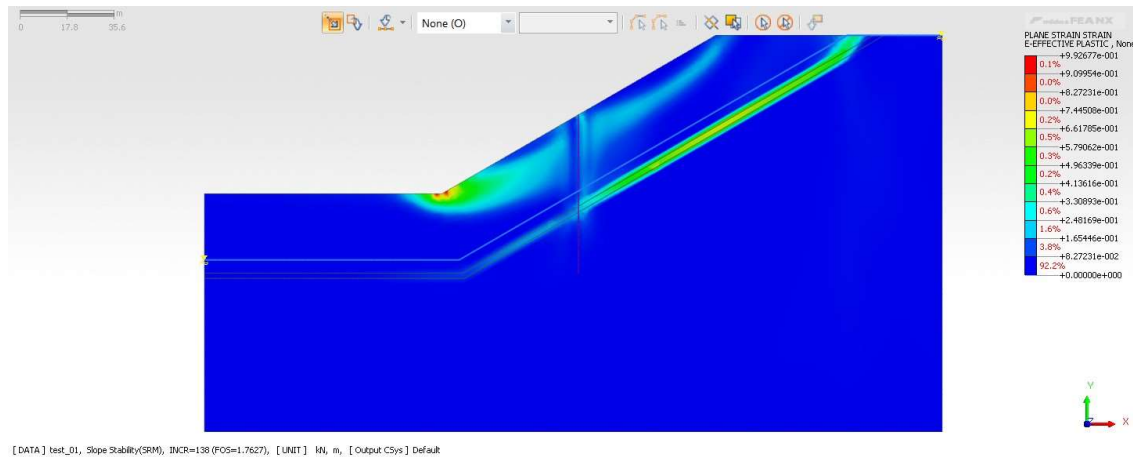 m
0 17.8 35.6
None (O)
midas FEA NX
PLANE STRAIN STRAIN
E-EFFECTIVE PLASTIC , None
+9.92677e-001
0.1%
+9.09954e-001
0.0%
+8.27231e-001
0.0%
+7.44508e-001
0.2%
+6.61785e-001
0.5%
+5.79062e-001
0.3%
+4.96339e-001
0.2%
+4.13616e-001
0.4%
+3.30893e-001
0.6%
+2.48169e-001
1.6%
+1.65446e-001
3.8%
+8.27231e-002
92.2%
+0.00000e+000
Y
Z
X
[ DATA ] test_01, Slope Stability(SRM), INCR=138 (FOS=1.7627), [ UNIT ] kN, m, [ Output CSys ] Default